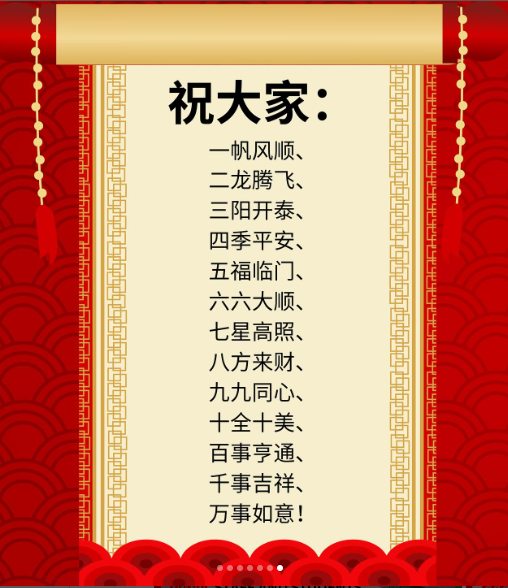 祝大家：
一帆风顺、
二龙腾飞、
三阳开泰、
四季平安、
五福临门、
六六大顺、
七星高照、
八方来财、
九九同心、
十全十美、
百事亨通、
千事吉祥、
万事如意！